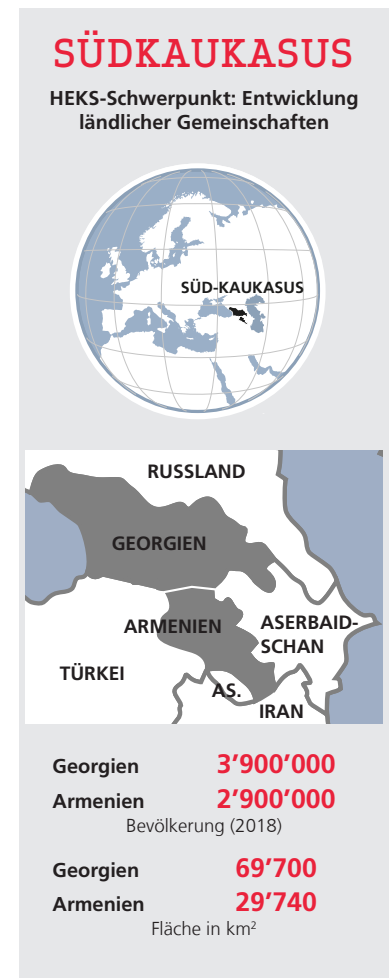 SÜDKAUKASUS
HEKS-Schwerpunkt: Entwicklung
ländlicher Gemeinschaften
SÜD-KAUKASUS
RUSSLAND
GEORGIEN
ARMENIEN
ASERBAID-
SCHAN
TÜRKEI
AS.
IRAN
Georgien 3’900’000
Armenien 2’900’000
Bevölkerung (2018)
Georgien 69’700
Armenien 29’740
Fläche in km²